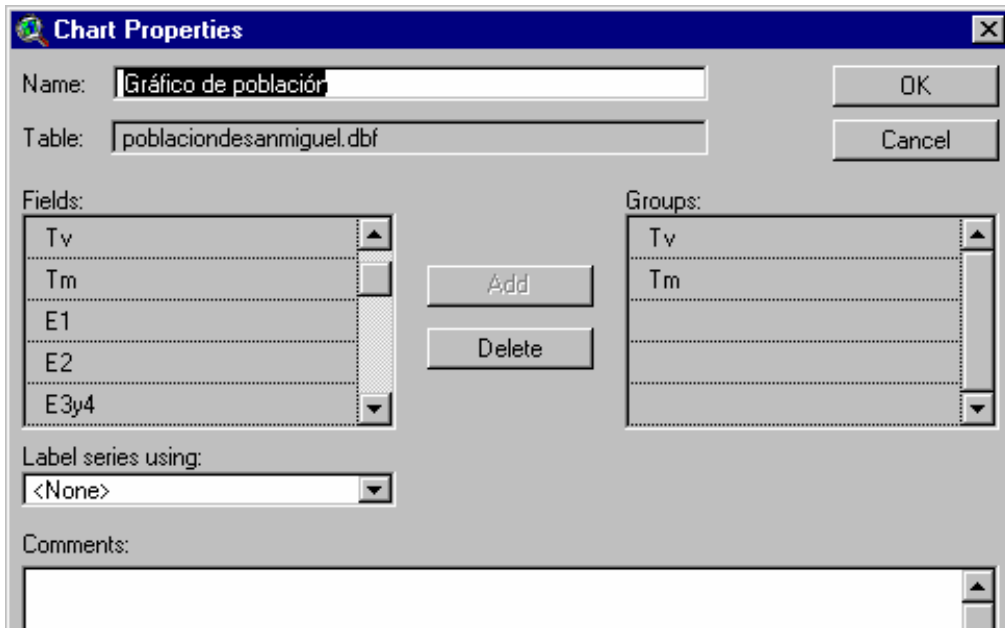 Chart Properties
Name: Gráfico de población OK
Table: poblaciondesanmiguel.dbf Cancel
Fields: Groups:
Tv Tv
Tm Add Tm
E1
E2 Delete
E3y4
Label series using:
<None>
Comments: